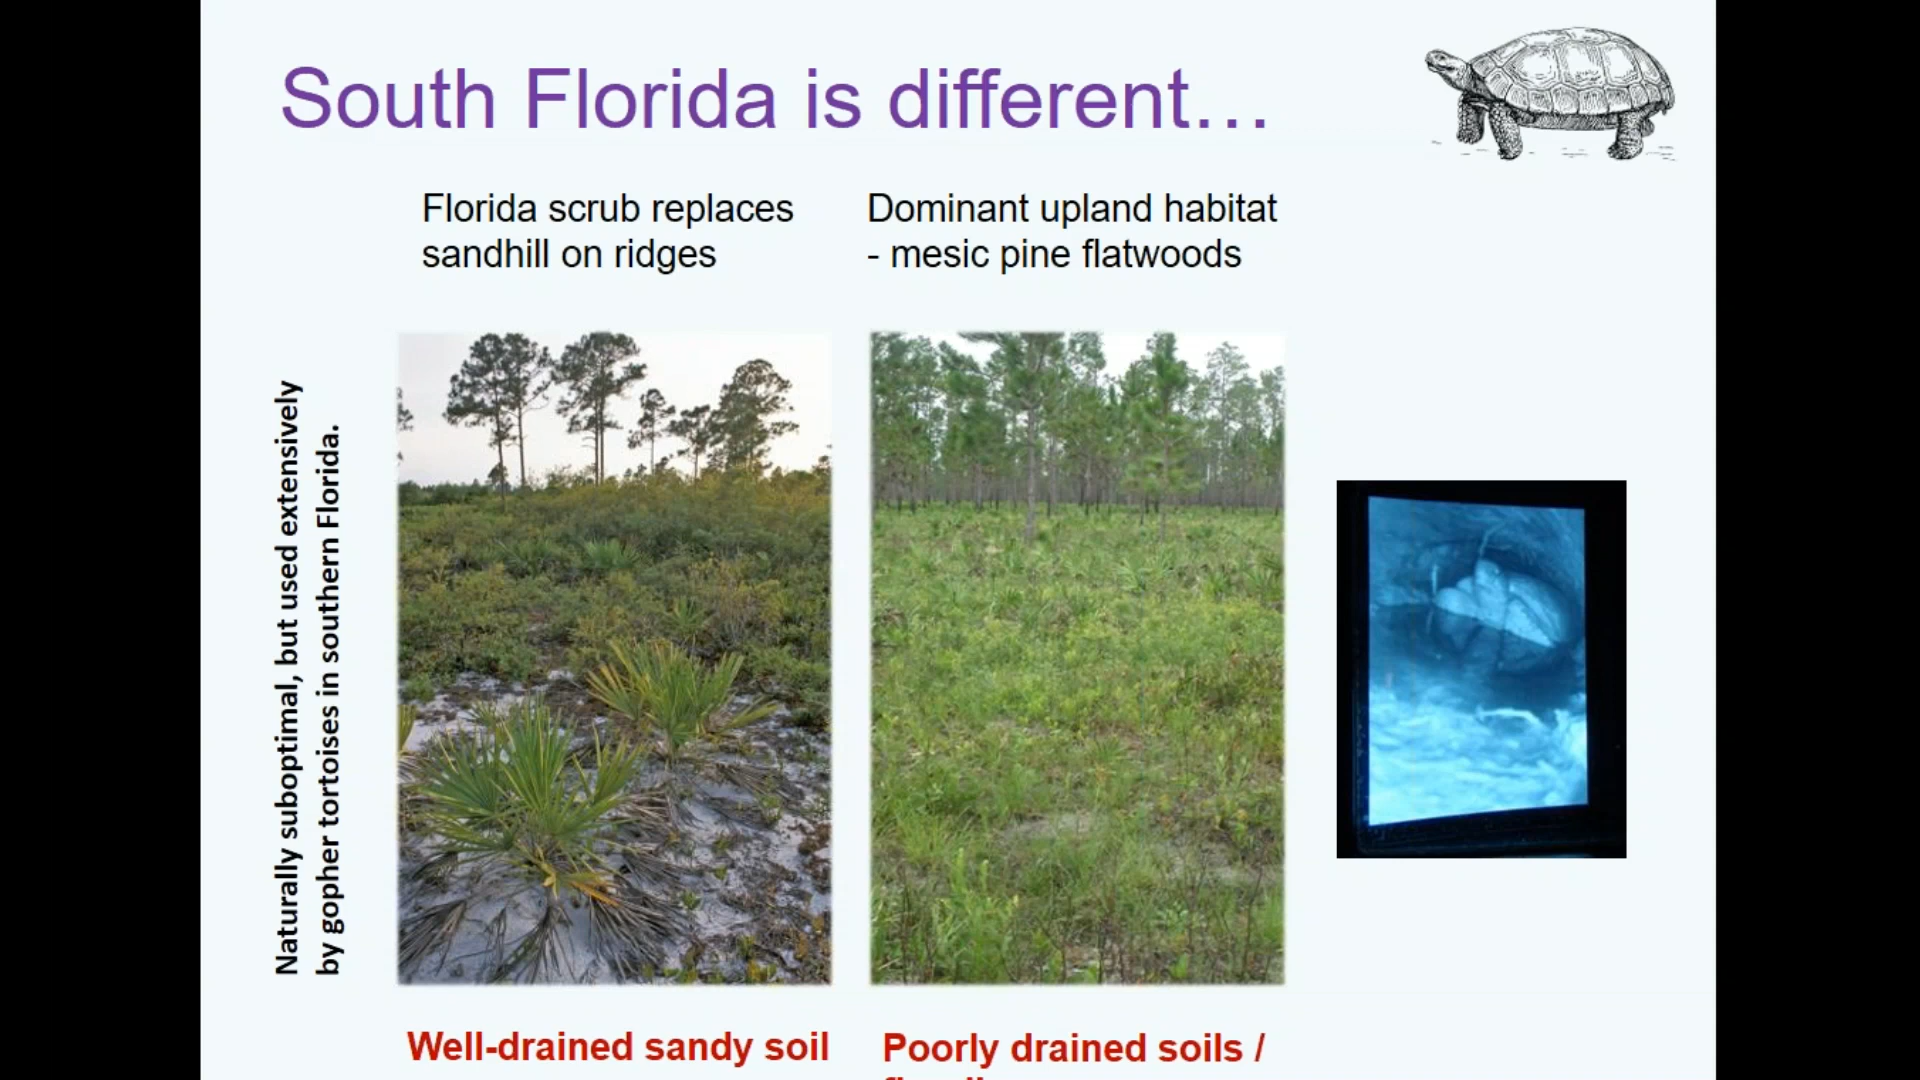 South Florida is different…
Florida scrub replaces
sandhill on ridges
Dominant upland habitat
- mesic pine flatwoods
Naturally suboptimal, but used extensively
by gopher tortoises in southern Florida.
Well-drained sandy soil
Poorly drained soils /